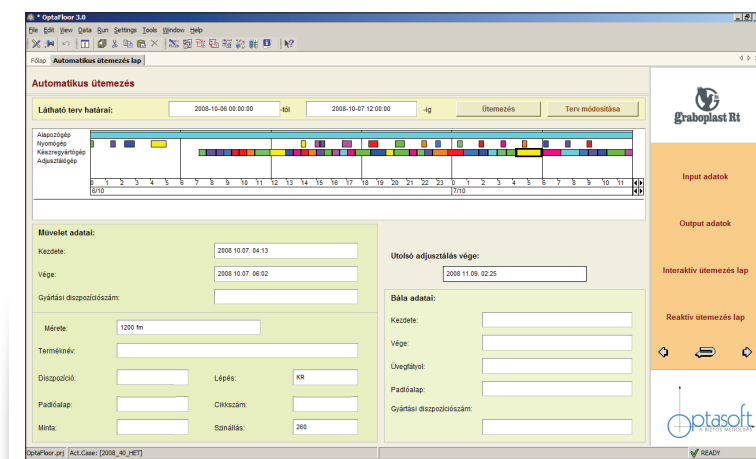 * OptaFloor 3.0
File Edit View Data Run Settings Tools Window Help
Főlap Automatikus ütemezés lap
Automatikus ütemezés
Látható terv határai: 2008-10-06 00:00:00 -tól 2008-10-07 12:00:00 -ig Ütemezés Terv módosítása
Alapozógép
Nyomógép
Készregyártógép
Adjusztálógép
0 1 2 3 4 5 6 7 8 9 10 11 12 13 14 15 16 17 18 19 20 21 22 23 0 1 2 3 4 5 6 7 8 9 10 11
6/10 7/10
Művelet adatai:
Kezdete: 2008 10.07. 04:13
Vége: 2008 10.07. 06:02
Gyártási diszpozíciószám:
Mérete: 1200 fm
Terméknév:
Diszpozíció: Lépés: KR
Padlóalap: Cikkszám:
Minta: Szinállás: 260
Utolsó adjusztálás vége:
2008 11.09. 02:25
Bála adatai:
Kezdete:
Vége:
Üvegfátyol:
Padlóalap:
Gyártási diszpozíciószám:
graboplast Rt
Input adatok
Output adatok
Interaktív ütemezés lap
Reaktív ütemezés lap
Optasoft
A BIZTOS MEGOLDÁS
OptaFloor.prj Act.Case: [2008_40_HET] READY